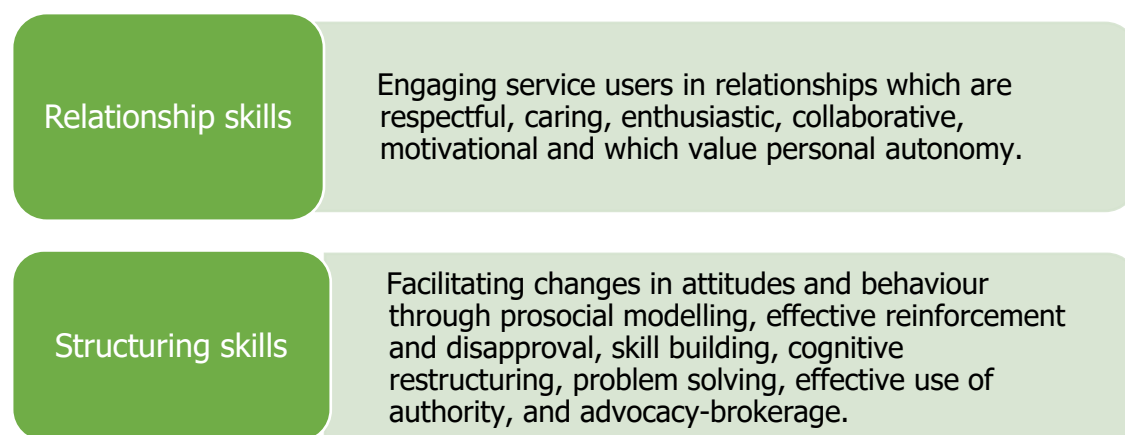 Relationship skills
Engaging service users in relationships which are
respectful, caring, enthusiastic, collaborative,
motivational and which value personal autonomy.
Structuring skills
Facilitating changes in attitudes and behaviour
through prosocial modelling, effective reinforcement
and disapproval, skill building, cognitive
restructuring, problem solving, effective use of
authority, and advocacy-brokerage.